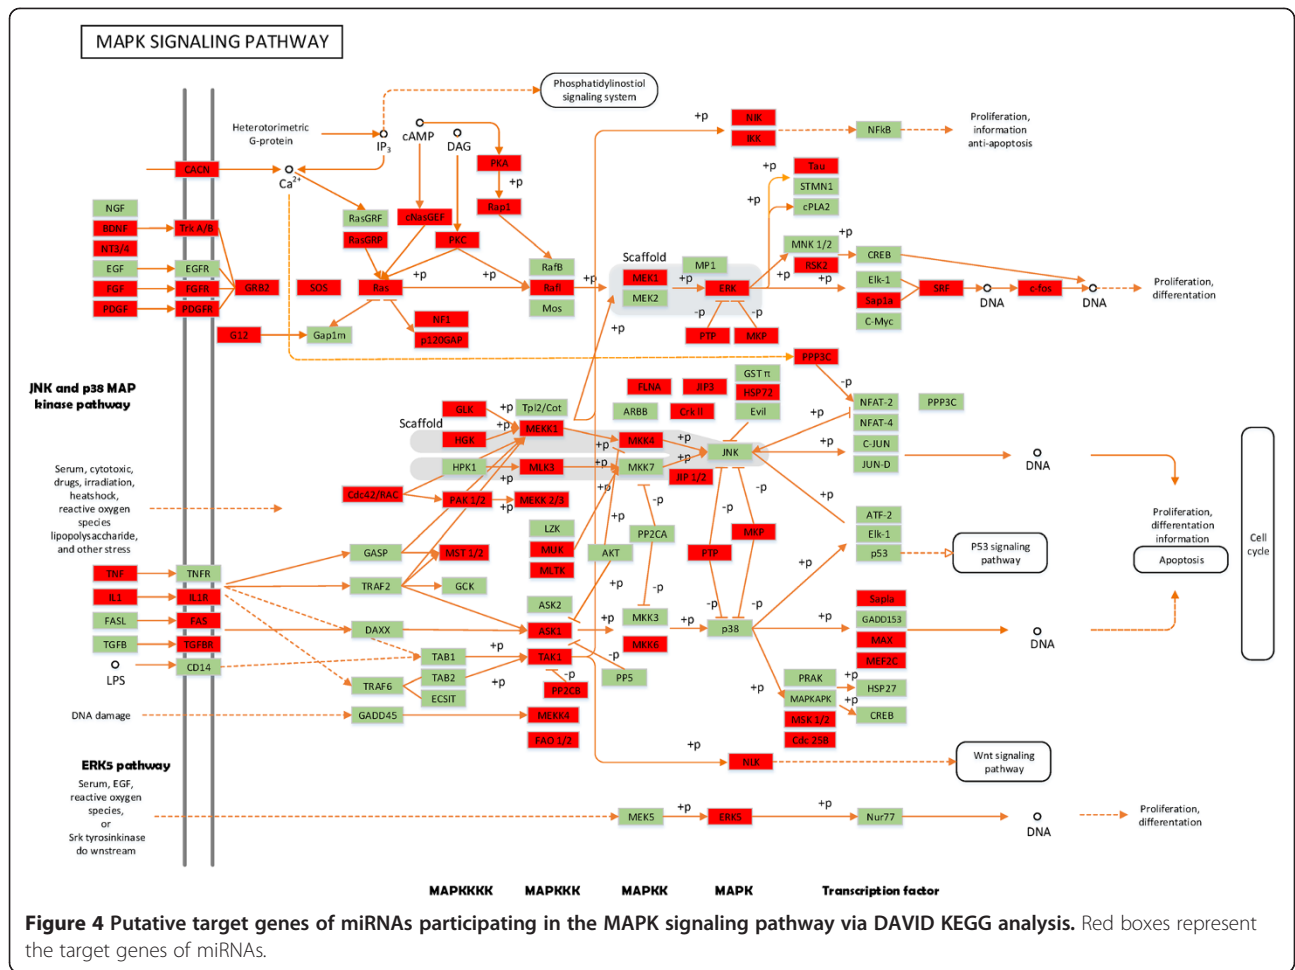 MAPK SIGNALING PATHWAY
Phosphatidylinostiol
signaling system
Heterotorimetric
G-protein
IP3
cAMP
DAG
+p
NIK
IKK
NFkB
Proliferation,
information
anti-apoptosis
CACN
Ca2+
PKA
+p
Tau
STMN1
cPLA2
+p
NGF
BDNF
NT3/4
EGF
FGF
PDGF
Trk A/B
EGFR
FGFR
PDGFR
GRB2
SOS
RasGRF
RasGRP
cNasGEF
PKC
Rap1
Ras
+p
+p
RafB
RafI
Mos
+p
Scaffold
MEK1
MEK2
MP1
+p
ERK
+p
MNK 1/2
RSK2
+p
CREB
+p
Elk-1
Sap1a
C-Myc
SRF
DNA
c-fos
DNA
Proliferation,
differentation
G12
Gap1m
NF1
p120GAP
+p
-p
-p
PTP
MKP
PPP3C
-p
JNK and p38 MAP
kinase pathway
GLK
HGK
Scaffold
+p
+p
Tpl2/Cot
MEKK1
FLNA
JIP3
GST π
HSP72
Evil
ARBB
Crk II
NFAT-2
PPP3C
NFAT-4
C-JUN
JUN-D
+p
+p
DNA
MKK4
+p
+p
JNK
HPK1
+p
MLK3
+p
MKK7
+p
JIP 1/2
Serum, cytotoxic,
drugs, irradiation,
heatshock,
reactive oxygen
species
lipopolysaccharide,
and other stress
Cdc42/RAC
PAK 1/2
+p
MEKK 2/3
+p
-p
-p
LZK
MUK
MLTK
+p
AKT
PP2CA
PTP
MKP
+p
ATF-2
Elk-1
p53
P53 signaling
pathway
Proliferation,
differentiation
information
Apoptosis
Cell
cycle
GASP
MST 1/2
TRAF2
GCK
TNF
TNFR
IL1
IL1R
FASL
FAS
TGFB
TGFBR
LPS
CD14
DAXX
ASK2
ASK1
+p
+p
-p
MKK3
MKK6
+p
-p
-p
p38
-p
+p
Sapla
GADD153
MAX
MEF2C
DNA
TAB1
TAB2
ECSIT
TRAF6
+p
+p
TAK1
-p
PP2CB
-p
PP5
+p
PRAK
MAPKAPK
MSK 1/2
Cdc 25B
+p
+p
HSP27
CREB
DNA damage
GADD45
MEKK4
FAO 1/2
+p
NLK
Wnt signaling
pathway
ERKs pathway
Serum, EGF,
reactive oxygen
species,
or
Srk tyrosinkinase
do wnstream
MEK5
+p
ERK5
+p
Nur77
DNA
Proliferation,
differentation
MAPKKKK
MAPKKK
MAPKK
MAPK
Transcription factor
Figure 4 Putative target genes of miRNAs participating in the MAPK signaling pathway via DAVID KEGG analysis. Red boxes represent
the target genes of miRNAs.